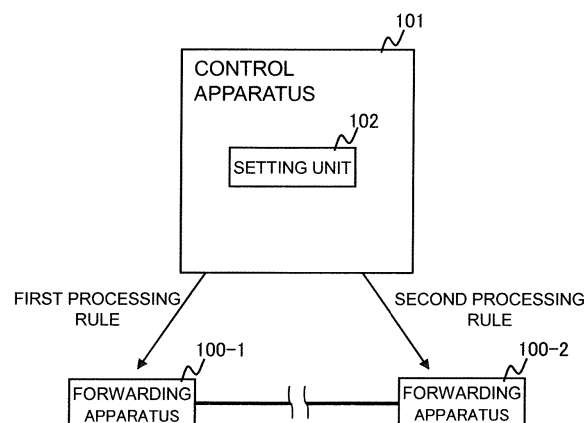 101
CONTROL
APPARATUS
102
SETTING UNIT
FIRST PROCESSING
RULE
SECOND PROCESSING
RULE
100-1
100-2
FORWARDING
APPARATUS
FORWARDING
APPARATUS